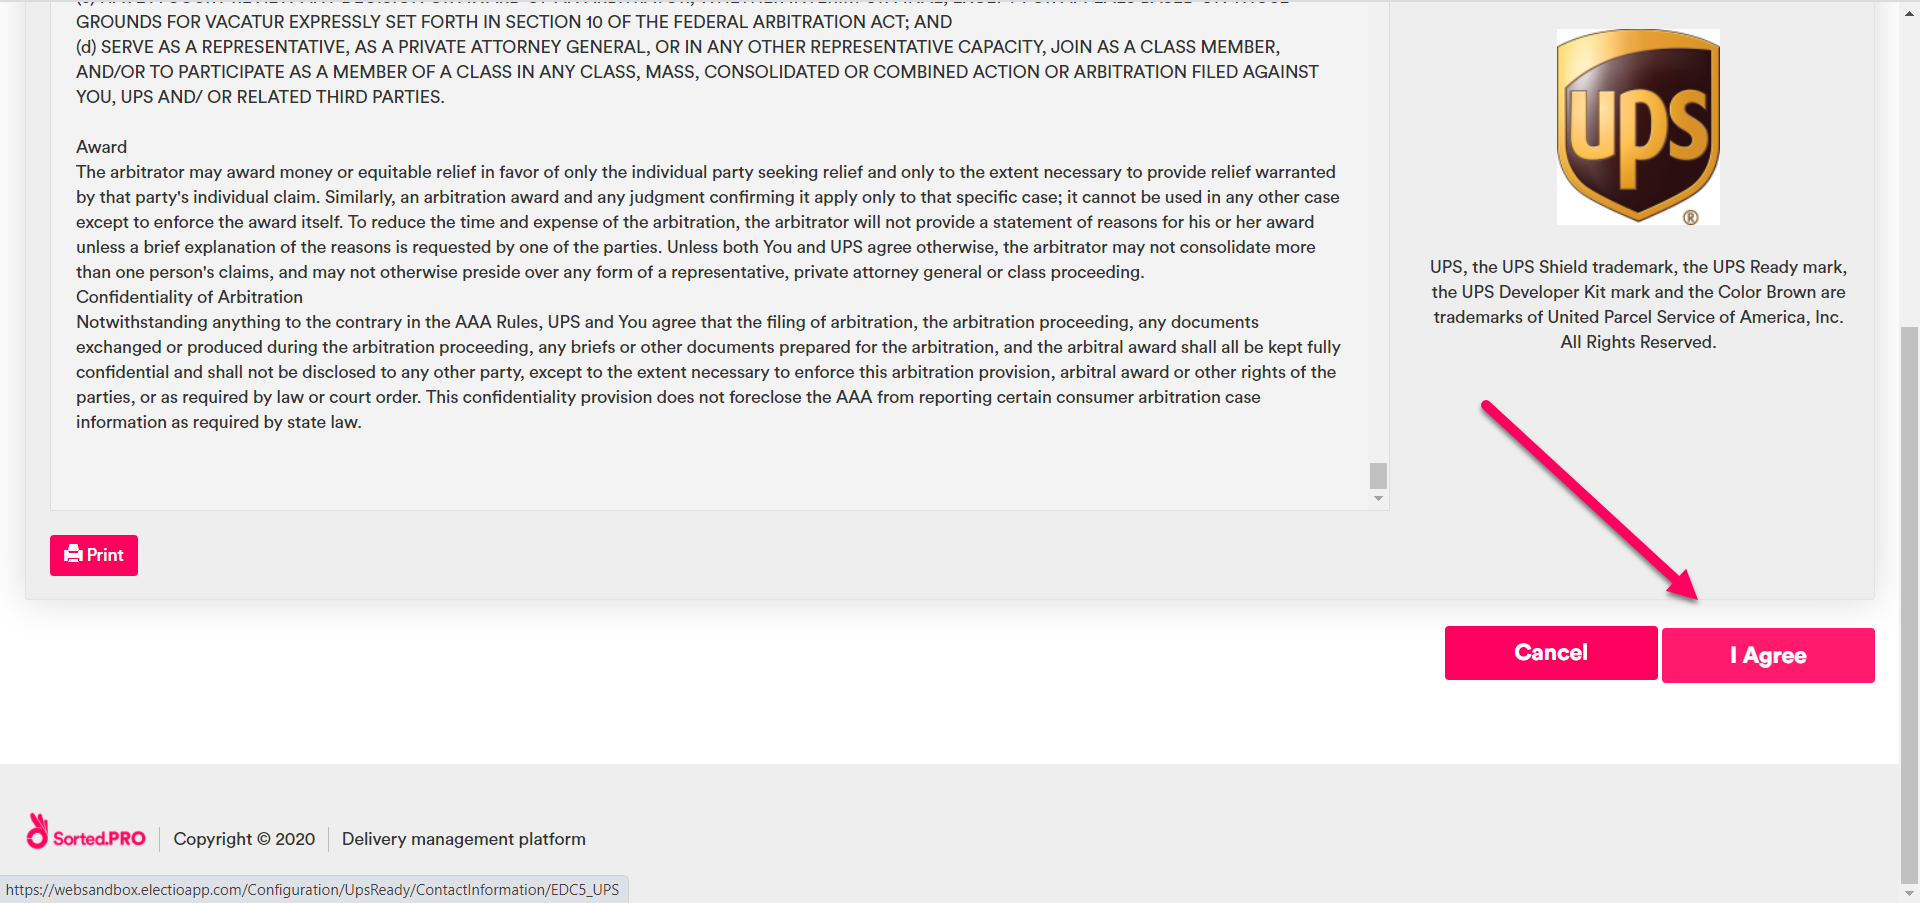 GROUNDS FOR VACATUR EXPRESSLY SET FORTH IN SECTION 10 OF THE FEDERAL ARBITRATION ACT; AND
(d) SERVE AS A REPRESENTATIVE, AS A PRIVATE ATTORNEY GENERAL, OR IN ANY OTHER REPRESENTATIVE CAPACITY, JOIN AS A CLASS MEMBER,
AND/OR TO PARTICIPATE AS A MEMBER OF A CLASS IN ANY CLASS, MASS, CONSOLIDATED OR COMBINED ACTION OR ARBITRATION FILED AGAINST
YOU, UPS AND/ OR RELATED THIRD PARTIES.
Award
The arbitrator may award money or equitable relief in favor of only the individual party seeking relief and only to the extent necessary to provide relief warranted
by that party's individual claim. Similarly, an arbitration award and any judgment confirming it apply only to that specific case; it cannot be used in any other case
except to enforce the award itself. To reduce the time and expense of the arbitration, the arbitrator will not provide a statement of reasons for his or her award
unless a brief explanation of the reasons is requested by one of the parties. Unless both You and UPS agree otherwise, the arbitrator may not consolidate more
than one person's claims, and may not otherwise preside over any form of a representative, private attorney general or class proceeding.
Confidentiality of Arbitration
Notwithstanding anything to the contrary in the AAA Rules, UPS and You agree that the filing of arbitration, the arbitration proceeding, any documents
exchanged or produced during the arbitration proceeding, any briefs or other documents prepared for the arbitration, and the arbitral award shall all be kept fully
confidential and shall not be disclosed to any other party, except to the extent necessary to enforce this arbitration provision, arbitral award or other rights of the
parties, or as required by law or court order. This confidentiality provision does not foreclose the AAA from reporting certain consumer arbitration case
information as required by state law.
Print
ups
®
UPS, the UPS Shield trademark, the UPS Ready mark,
the UPS Developer Kit mark and the Color Brown are
trademarks of United Parcel Service of America, Inc.
All Rights Reserved.
Cancel
I Agree
Sorted.PRO
Copyright © 2020
Delivery management platform
https://websandbox.electioapp.com/Configuration/UpsReady/ContactInformation/EDC5_UPS